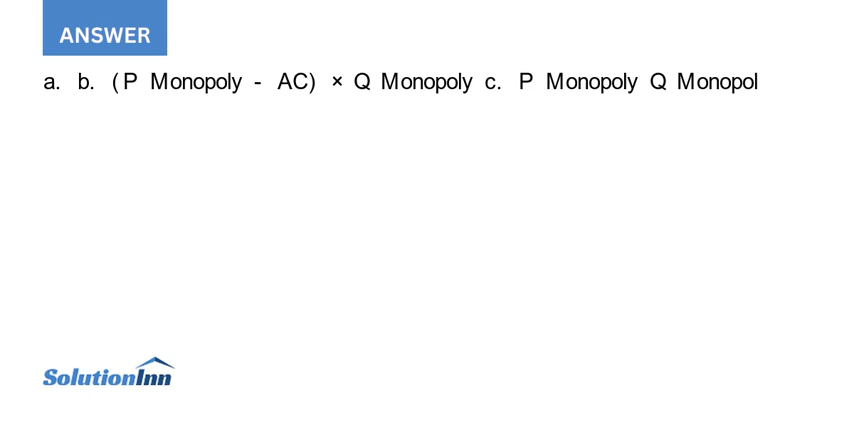 ANSWER
a. b. (P Monopoly - AC) × Q Monopoly c. P Monopoly Q Monopol
SolutionInn